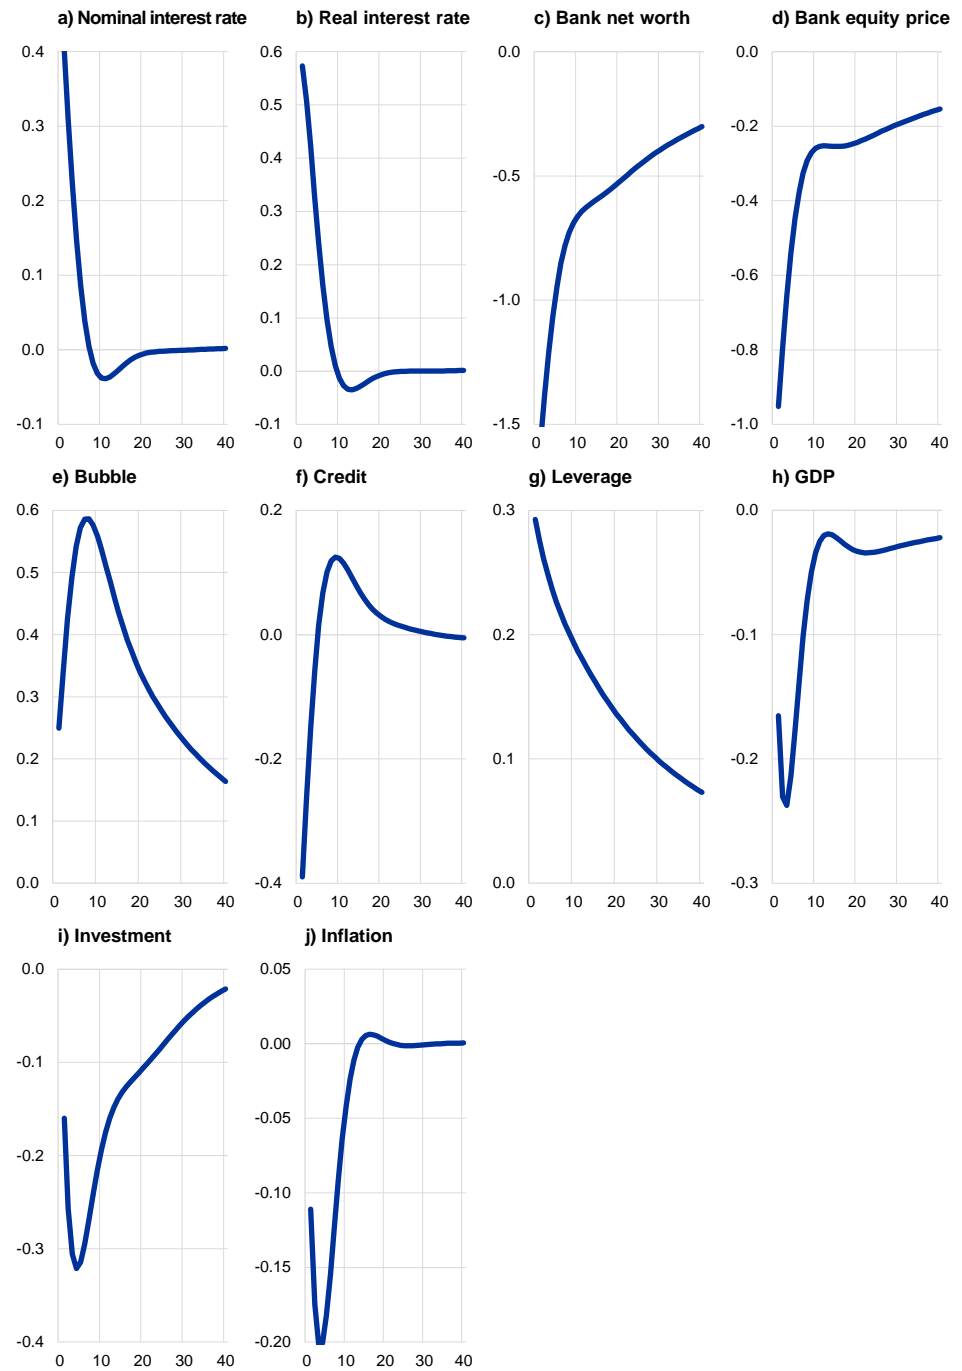 a) Nominal interest rate
b) Real interest rate
c) Bank net worth
d) Bank equity price
0.4
0.3
0.2
0.1
0.0
-0.1
0 10 20 30 40
0.6
0.5
0.4
0.3
0.2
0.1
0.0
-0.1
0 10 20 30 40
0.0
-0.5
-1.0
-1.5
0 10 20 30 40
0.0
-0.2
-0.4
-0.6
-0.8
-1.0
0 10 20 30 40
e) Bubble
f) Credit
g) Leverage
h) GDP
0.6
0.5
0.4
0.3
0.2
0.1
0.0
0 10 20 30 40
0.2
0.0
-0.2
-0.4
0 10 20 30 40
0.3
0.2
0.1
0.0
0 10 20 30 40
0.0
-0.1
-0.2
-0.3
0 10 20 30 40
i) Investment
j) Inflation
0.0
-0.1
-0.2
-0.3
-0.4
0 10 20 30 40
0.05
0.00
-0.05
-0.10
-0.15
-0.20
0 10 20 30 40